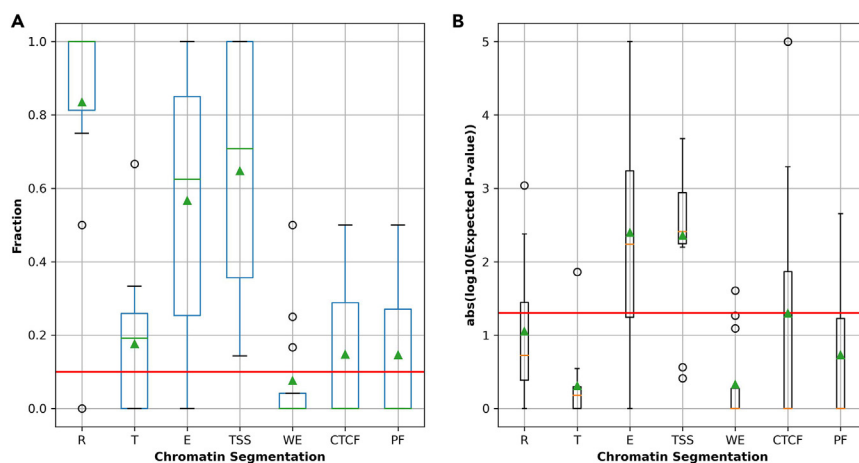 A
B
1.0
0.8
0.6
0.4
0.2
0.0
Fraction
R T E TSS WE CTCF PF
Chromatin Segmentation
5
4
3
2
1
0
abs(log10(Expected P-value))
R T E TSS WE CTCF PF
Chromatin Segmentation